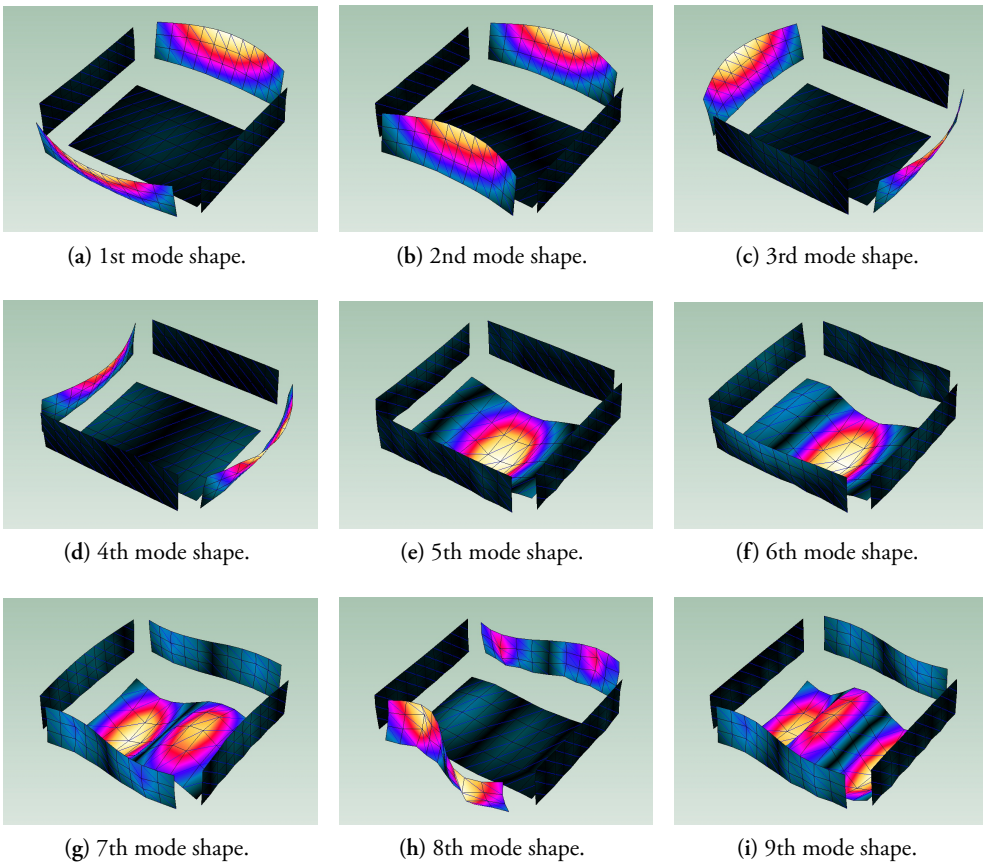 (a) 1st mode shape.
(b) 2nd mode shape.
(c) 3rd mode shape.
(d) 4th mode shape.
(e) 5th mode shape.
(f) 6th mode shape.
(g) 7th mode shape.
(h) 8th mode shape.
(i) 9th mode shape.